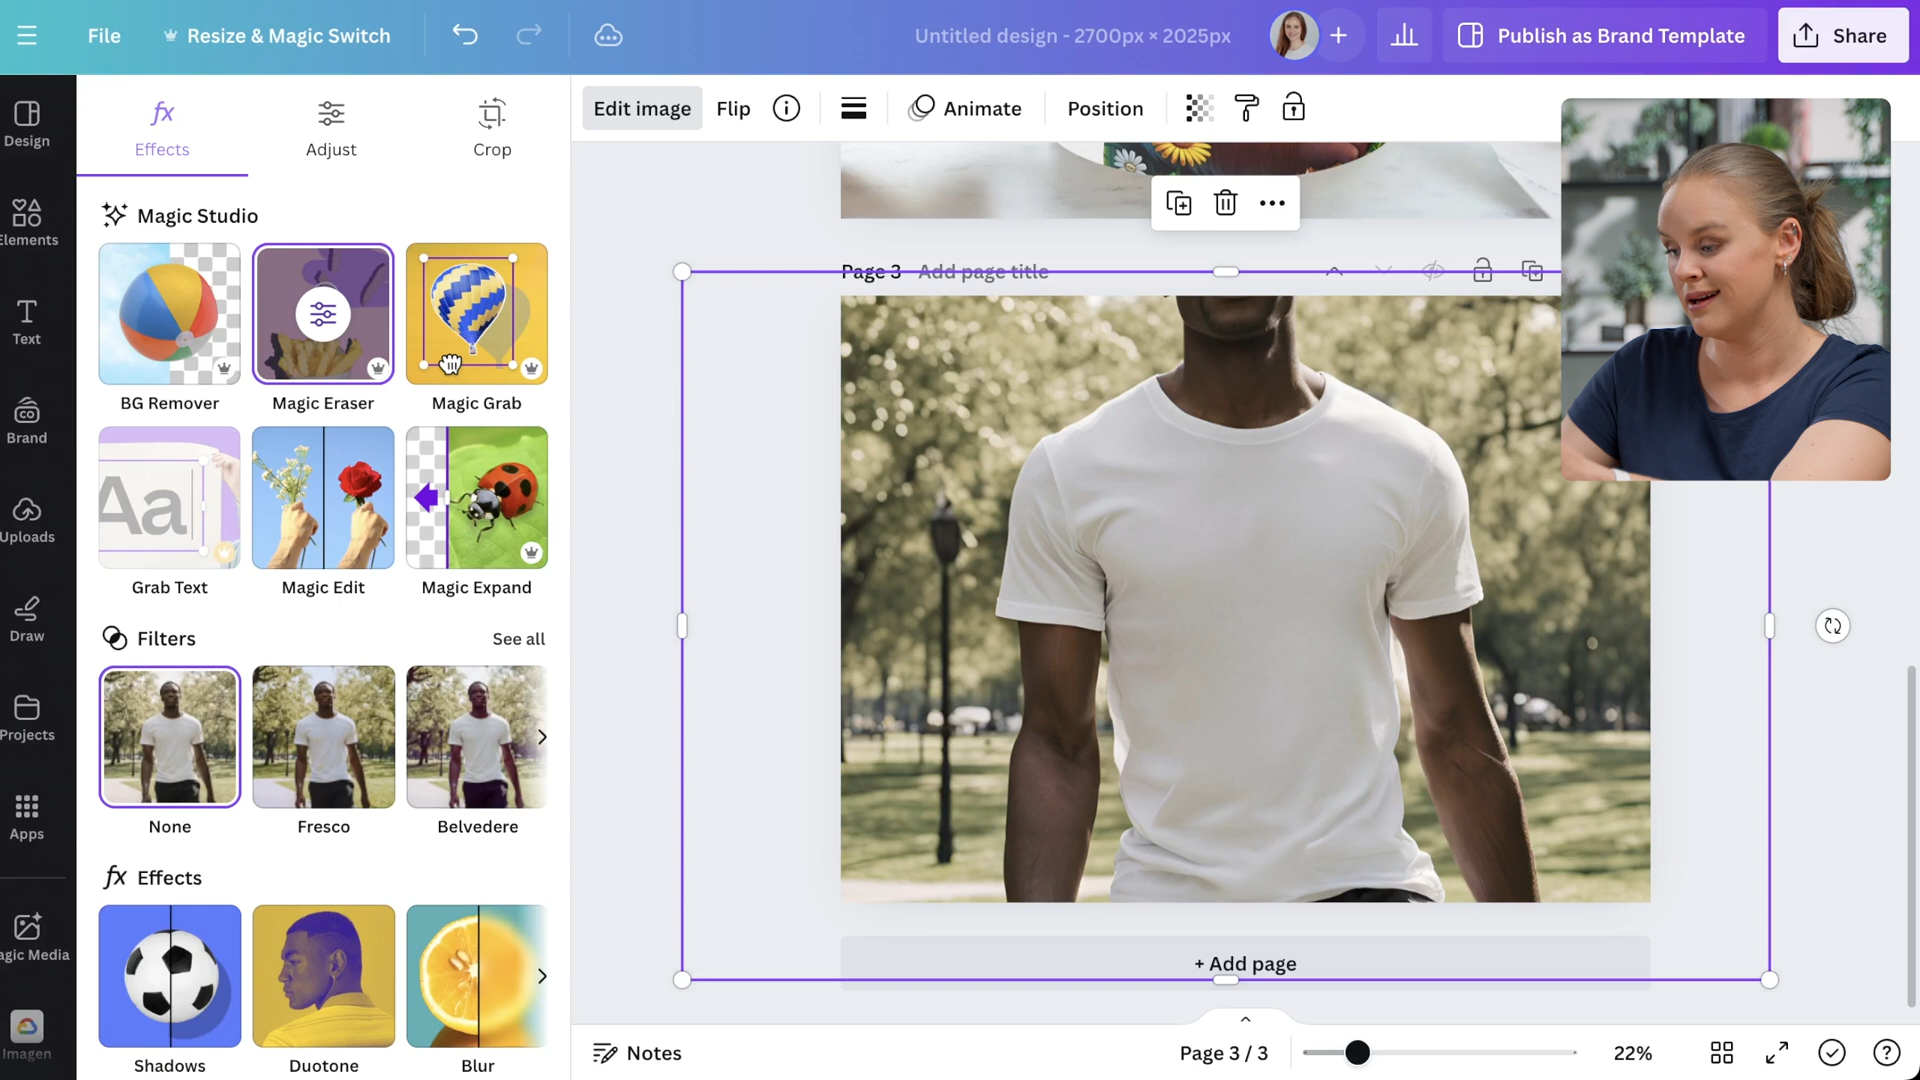 File
Resize & Magic Switch
Untitled design - 2700px × 2025px
Publish as Brand Template
Share
Design
Elements
Text
Brand
Uploads
Draw
Projects
Apps
agic Media
Imagen
Effects
Adjust
Crop
Magic Studio
BG Remover
Magic Eraser
Magic Grab
Aa
Grab Text
Magic Edit
Magic Expand
Filters
See all
None
Fresco
Belvedere
fx Effects
Shadows
Duotone
Blur
Edit image
Flip
Animate
Position
Page 3 Add page title
+ Add page
Notes
Page 3 / 3
22%